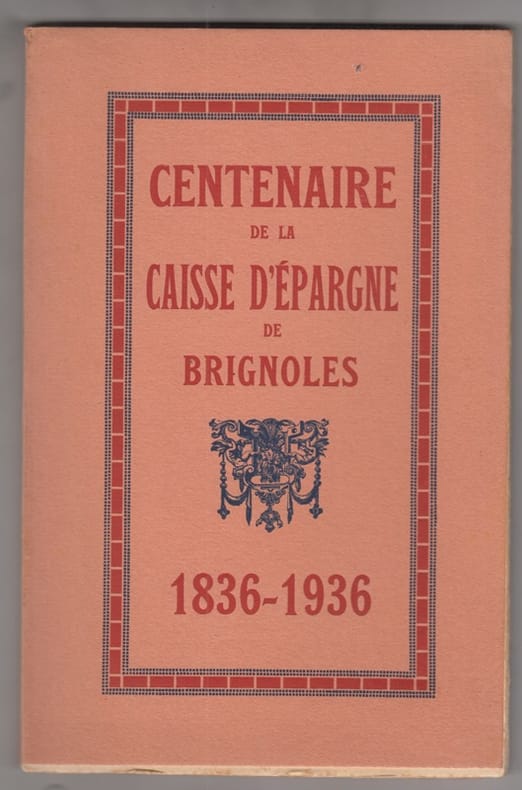 CENTENAIRE
DE LA
CAISSE D'ÉPARGNE
DE
BRIGNOLES
1836-1936